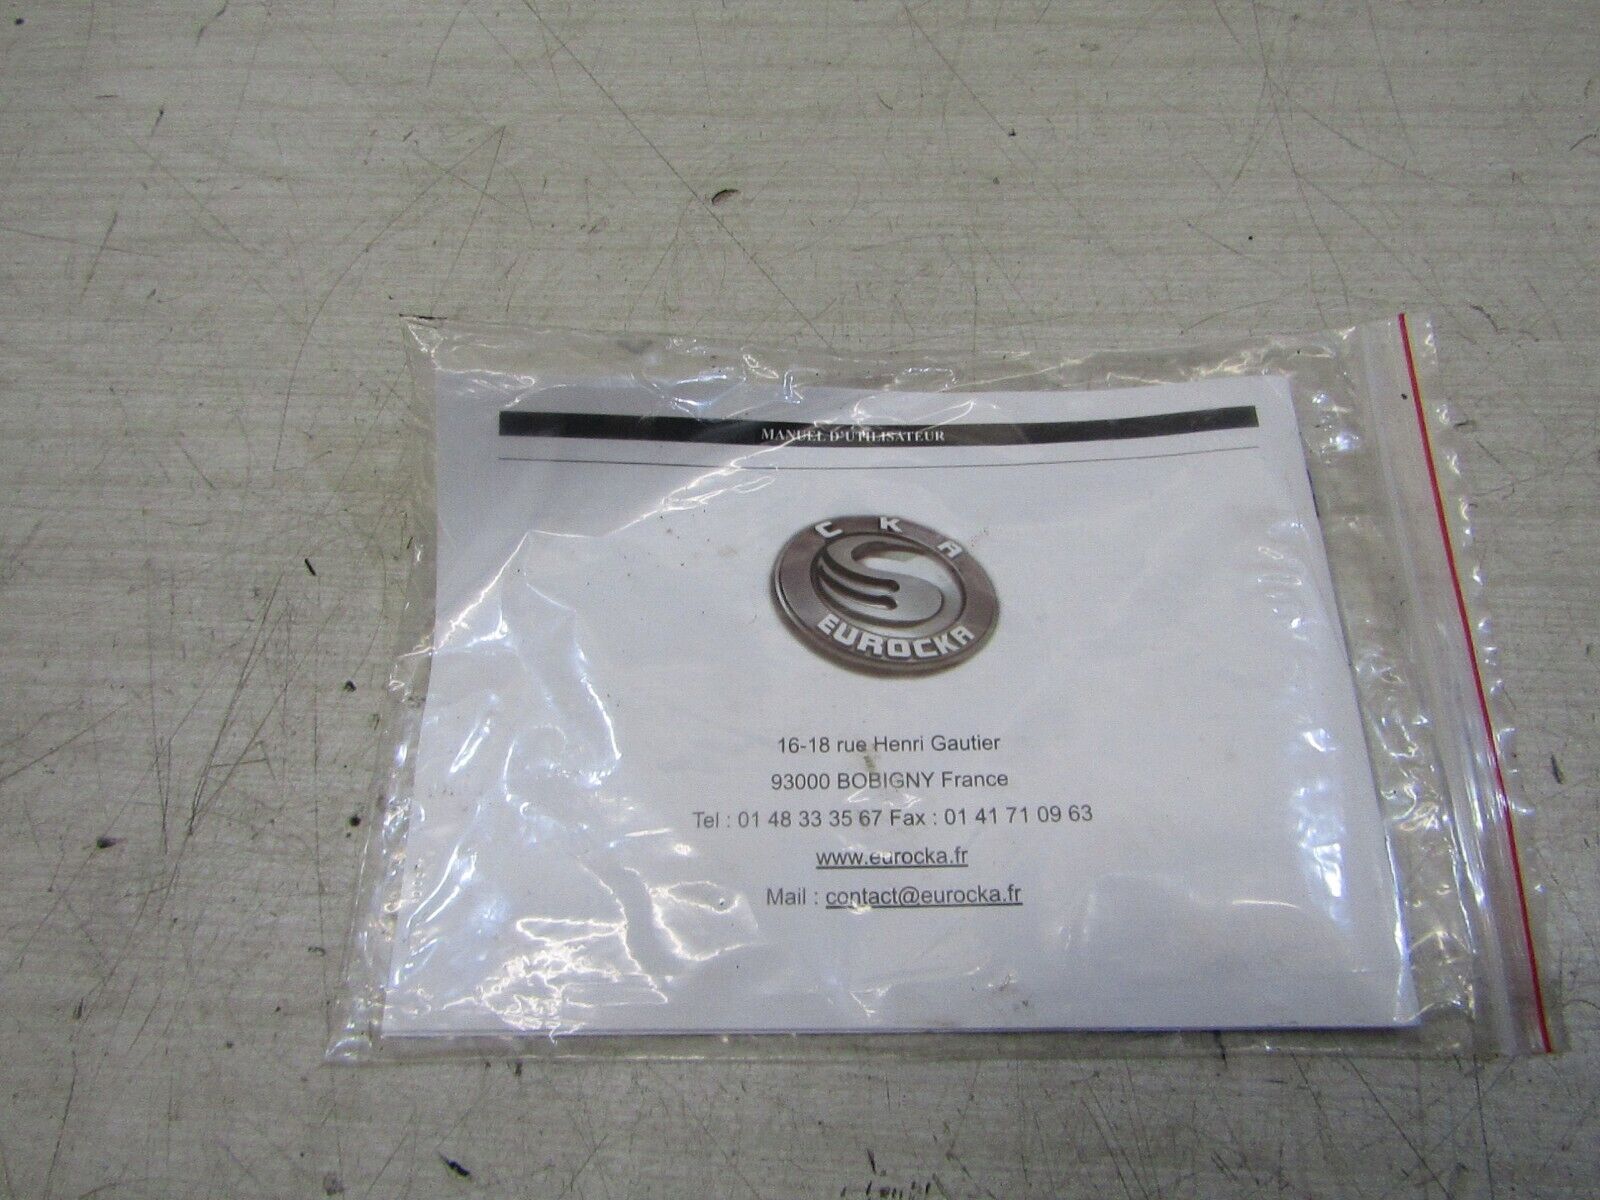 MANUEL D'UTILISATEUR
CKA
EUROCKA
16-18 rue Henri Gautier
93000 BOBIGNY France
Tel : 01 48 33 35 67 Fax : 01 41 71 09 63
www.eurocka.fr
Mail : contact@eurocka.fr